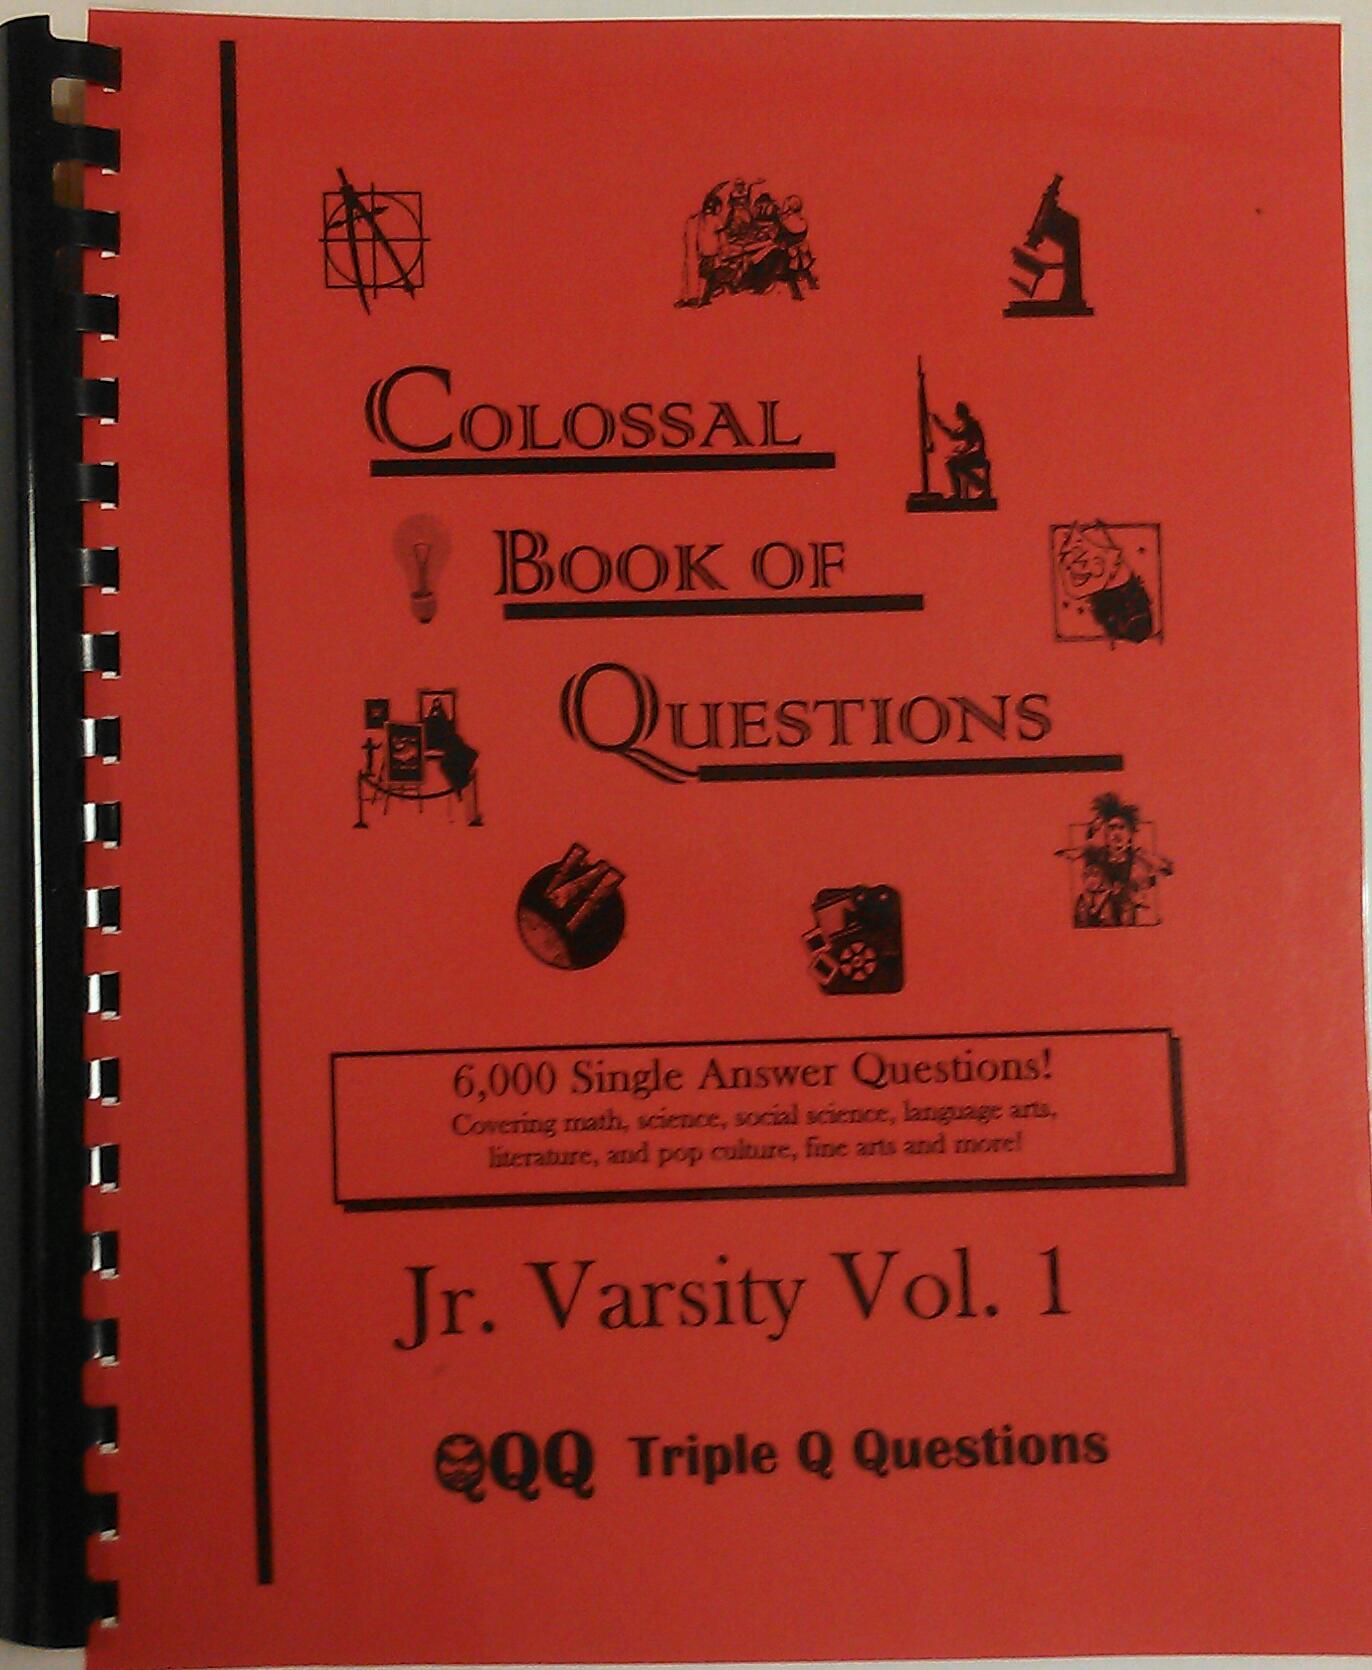 COLOSSAL
BOOK OF
QUESTIONS
6,000 Single Answer Questions!
Covering math, science, social science, language arts,
literature, and pop culture, fine arts and more!
Jr. Varsity Vol. 1
QQQ Triple Q Questions